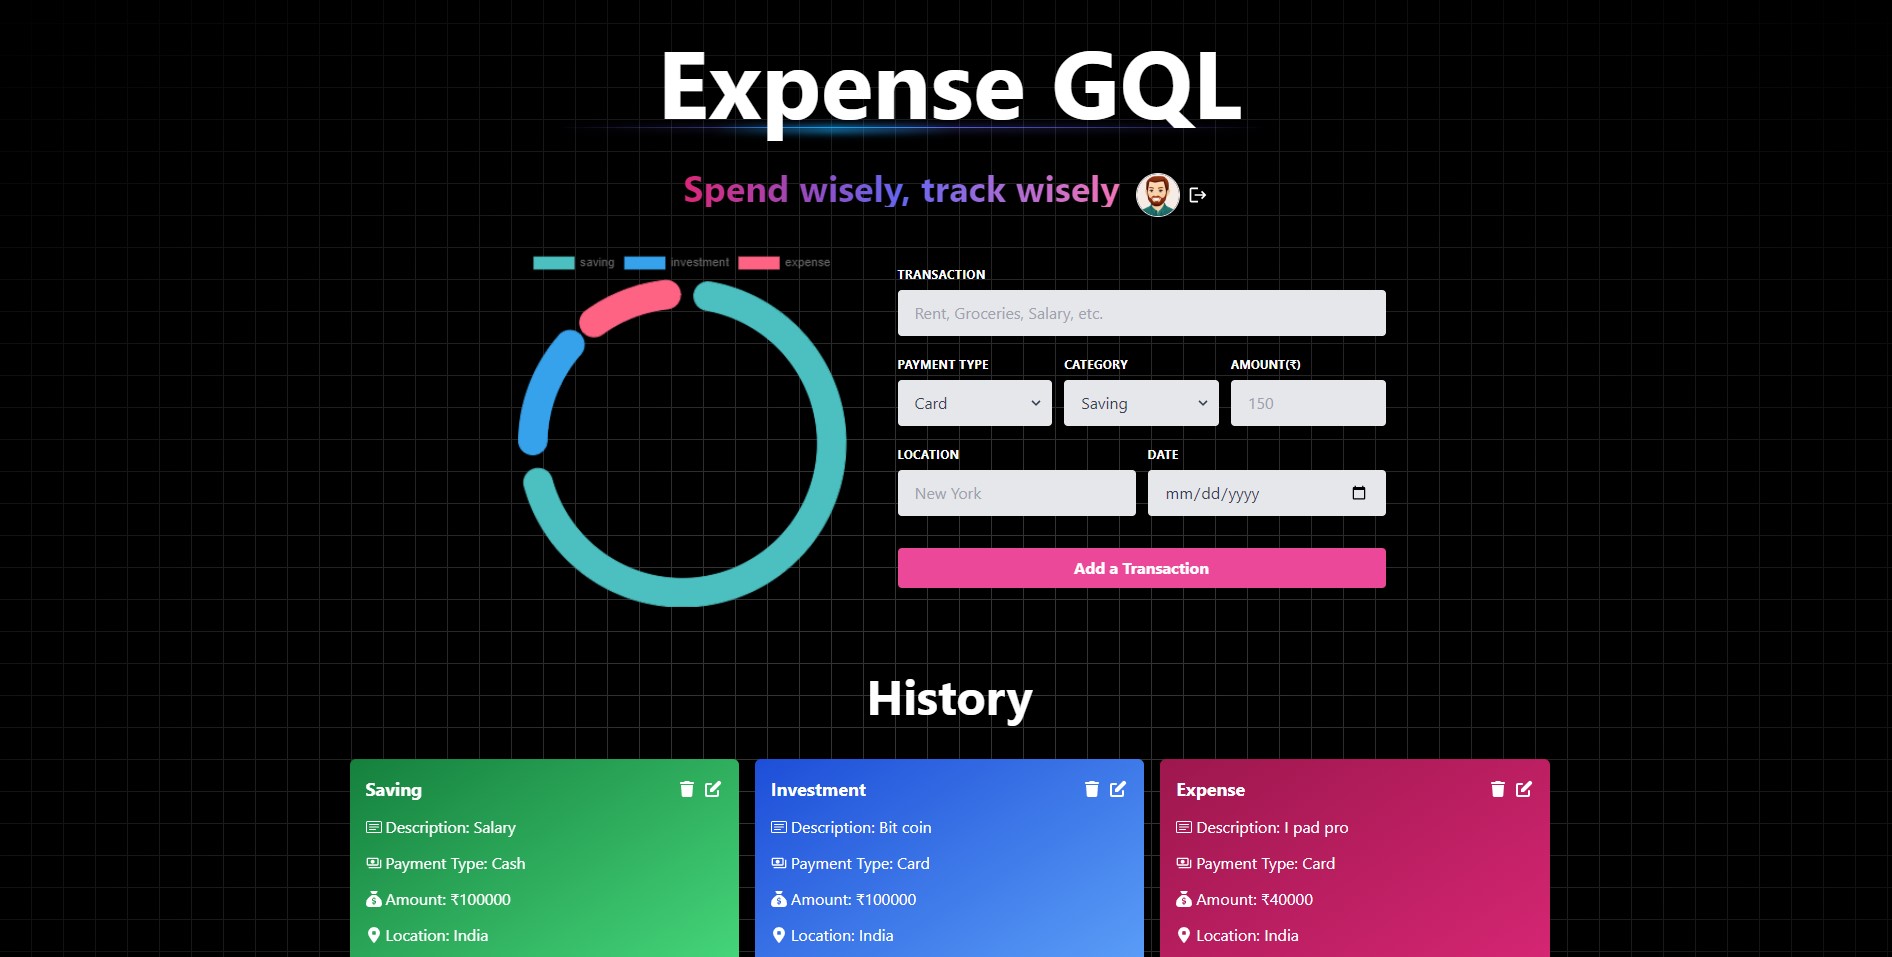 Expense GQL
Spend wisely, track wisely
saving investment expense
TRANSACTION
Rent, Groceries, Salary, etc.
PAYMENT TYPE CATEGORY AMOUNT(₹)
Card Saving 150
LOCATION DATE
New York mm/dd/yyyy
Add a Transaction
History
Saving
Description: Salary
Payment Type: Cash
Amount: ₹100000
Location: India
Investment
Description: Bit coin
Payment Type: Card
Amount: ₹100000
Location: India
Expense
Description: I pad pro
Payment Type: Card
Amount: ₹40000
Location: India